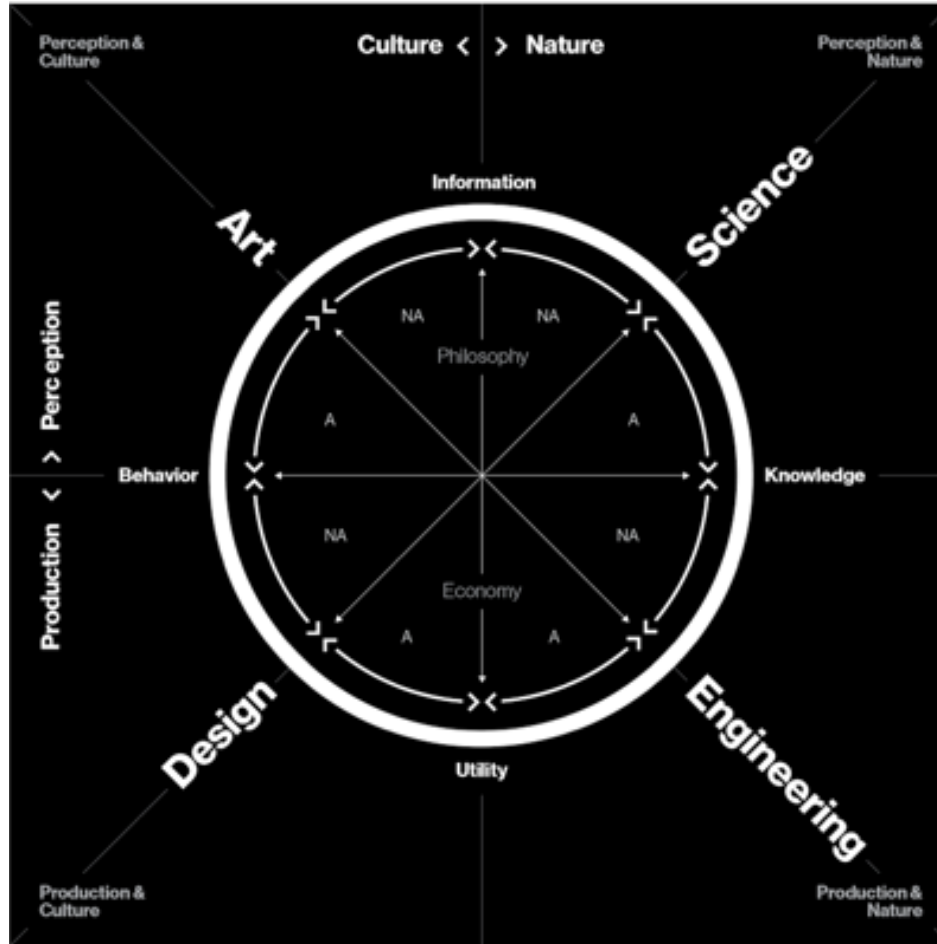 Perception &
Culture
Culture < > Nature
Perception &
Nature
Information
Art
Science
NA
NA
Philosophy
Production < > Perception
A
A
Behavior
Knowledge
NA
NA
Economy
A
A
Design
Engineering
Utility
Production &
Culture
Production &
Nature